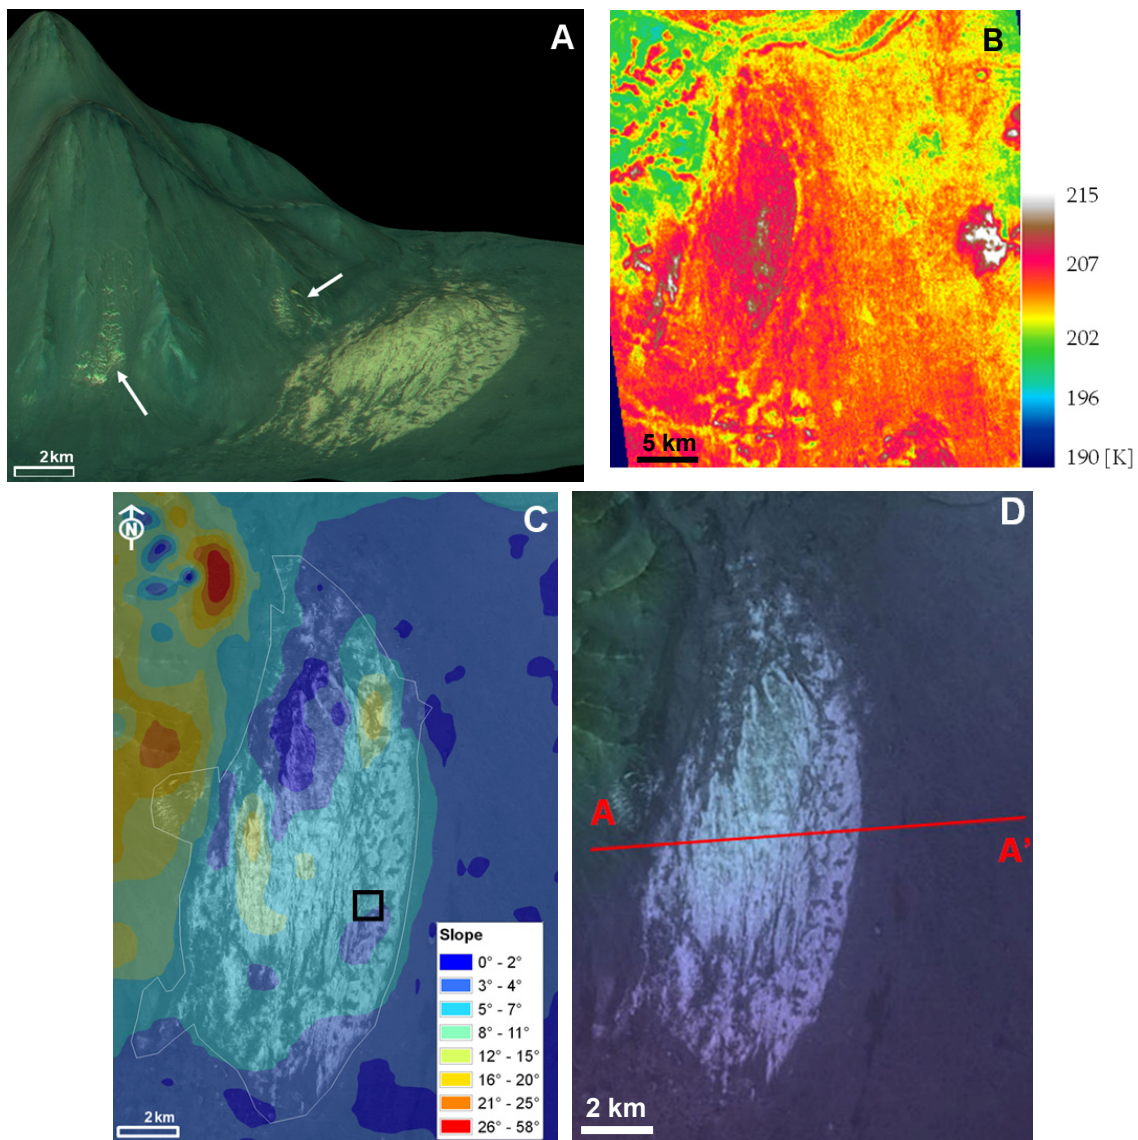 A
2km
B
215
207
202
196
190 [K]
5 km
N
C
Slope
0° - 2°
3° - 4°
5° - 7°
8° - 11°
12° - 15°
16° - 20°
21° - 25°
26° - 58°
2km
D
A
A’
2 km